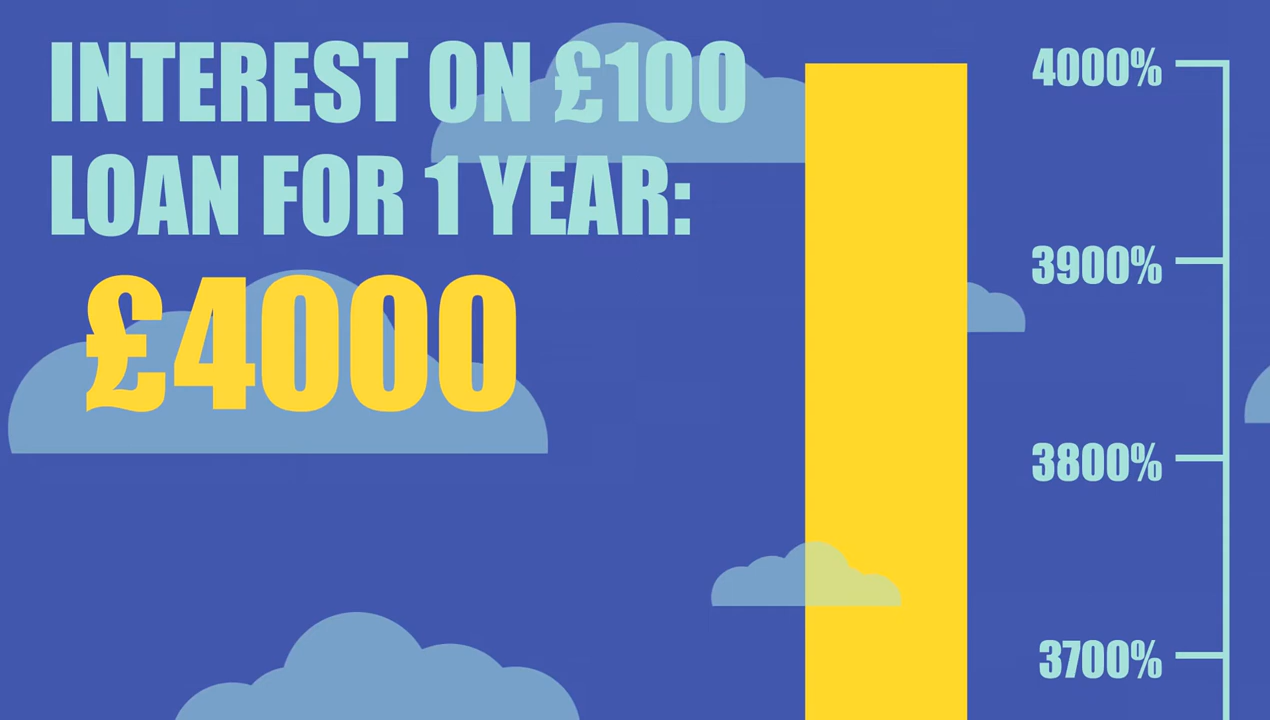 INTEREST ON £100
LOAN FOR 1 YEAR:
£4000
4000%
3900%
3800%
3700%